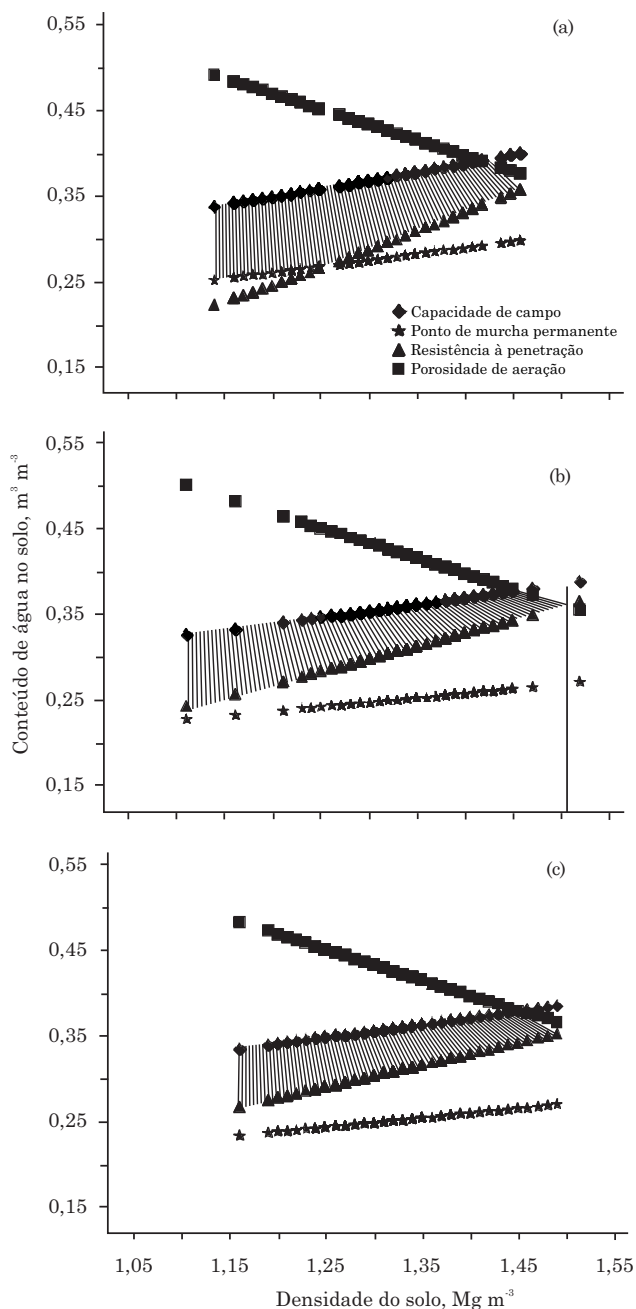 0,55
(a)
0,45
0,35
0,25
0,15
Capacidade de campo
Ponto de murcha permanente
Resistência à penetração
Porosidade de aeração
Conteúdo de água no solo, m³ m⁻³
0,55
(b)
0,45
0,35
0,25
0,15
0,55
(c)
0,45
0,35
0,25
0,15
1,05 1,15 1,25 1,35 1,45 1,55
Densidade do solo, Mg m⁻³